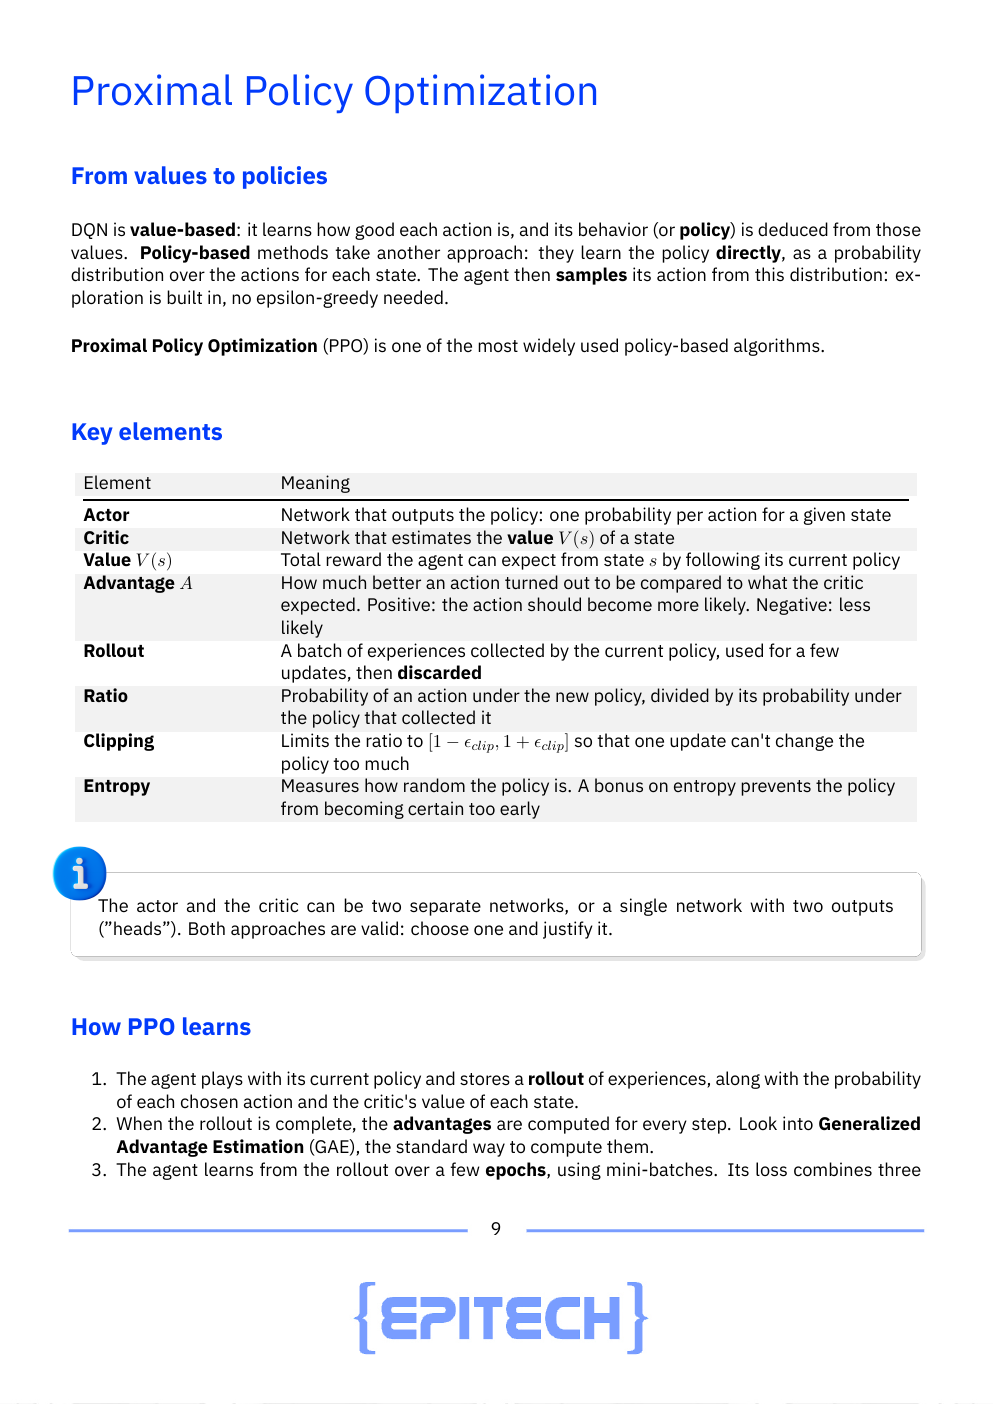 Proximal Policy Optimization
From values to policies
DQN is value-based: it learns how good each action is, and its behavior (or policy) is deduced from those
values. Policy-based methods take another approach: they learn the policy directly, as a probability
distribution over the actions for each state. The agent then samples its action from this distribution: ex-
ploration is built in, no epsilon-greedy needed.
Proximal Policy Optimization (PPO) is one of the most widely used policy-based algorithms.
Key elements
Element Meaning
Actor Network that outputs the policy: one probability per action for a given state
Critic Network that estimates the value V(s) of a state
Value V(s) Total reward the agent can expect from state s by following its current policy
Advantage A How much better an action turned out to be compared to what the critic
expected. Positive: the action should become more likely. Negative: less
likely
Rollout A batch of experiences collected by the current policy, used for a few
updates, then discarded
Ratio Probability of an action under the new policy, divided by its probability under
the policy that collected it
Clipping Limits the ratio to [1 − ϵclip, 1 + ϵclip] so that one update can't change the
policy too much
Entropy Measures how random the policy is. A bonus on entropy prevents the policy
from becoming certain too early
i
The actor and the critic can be two separate networks, or a single network with two outputs
(”heads”). Both approaches are valid: choose one and justify it.
How PPO learns
1. The agent plays with its current policy and stores a rollout of experiences, along with the probability
of each chosen action and the critic's value of each state.
2. When the rollout is complete, the advantages are computed for every step. Look into Generalized
Advantage Estimation (GAE), the standard way to compute them.
3. The agent learns from the rollout over a few epochs, using mini-batches. Its loss combines three
9
{EPITECH}